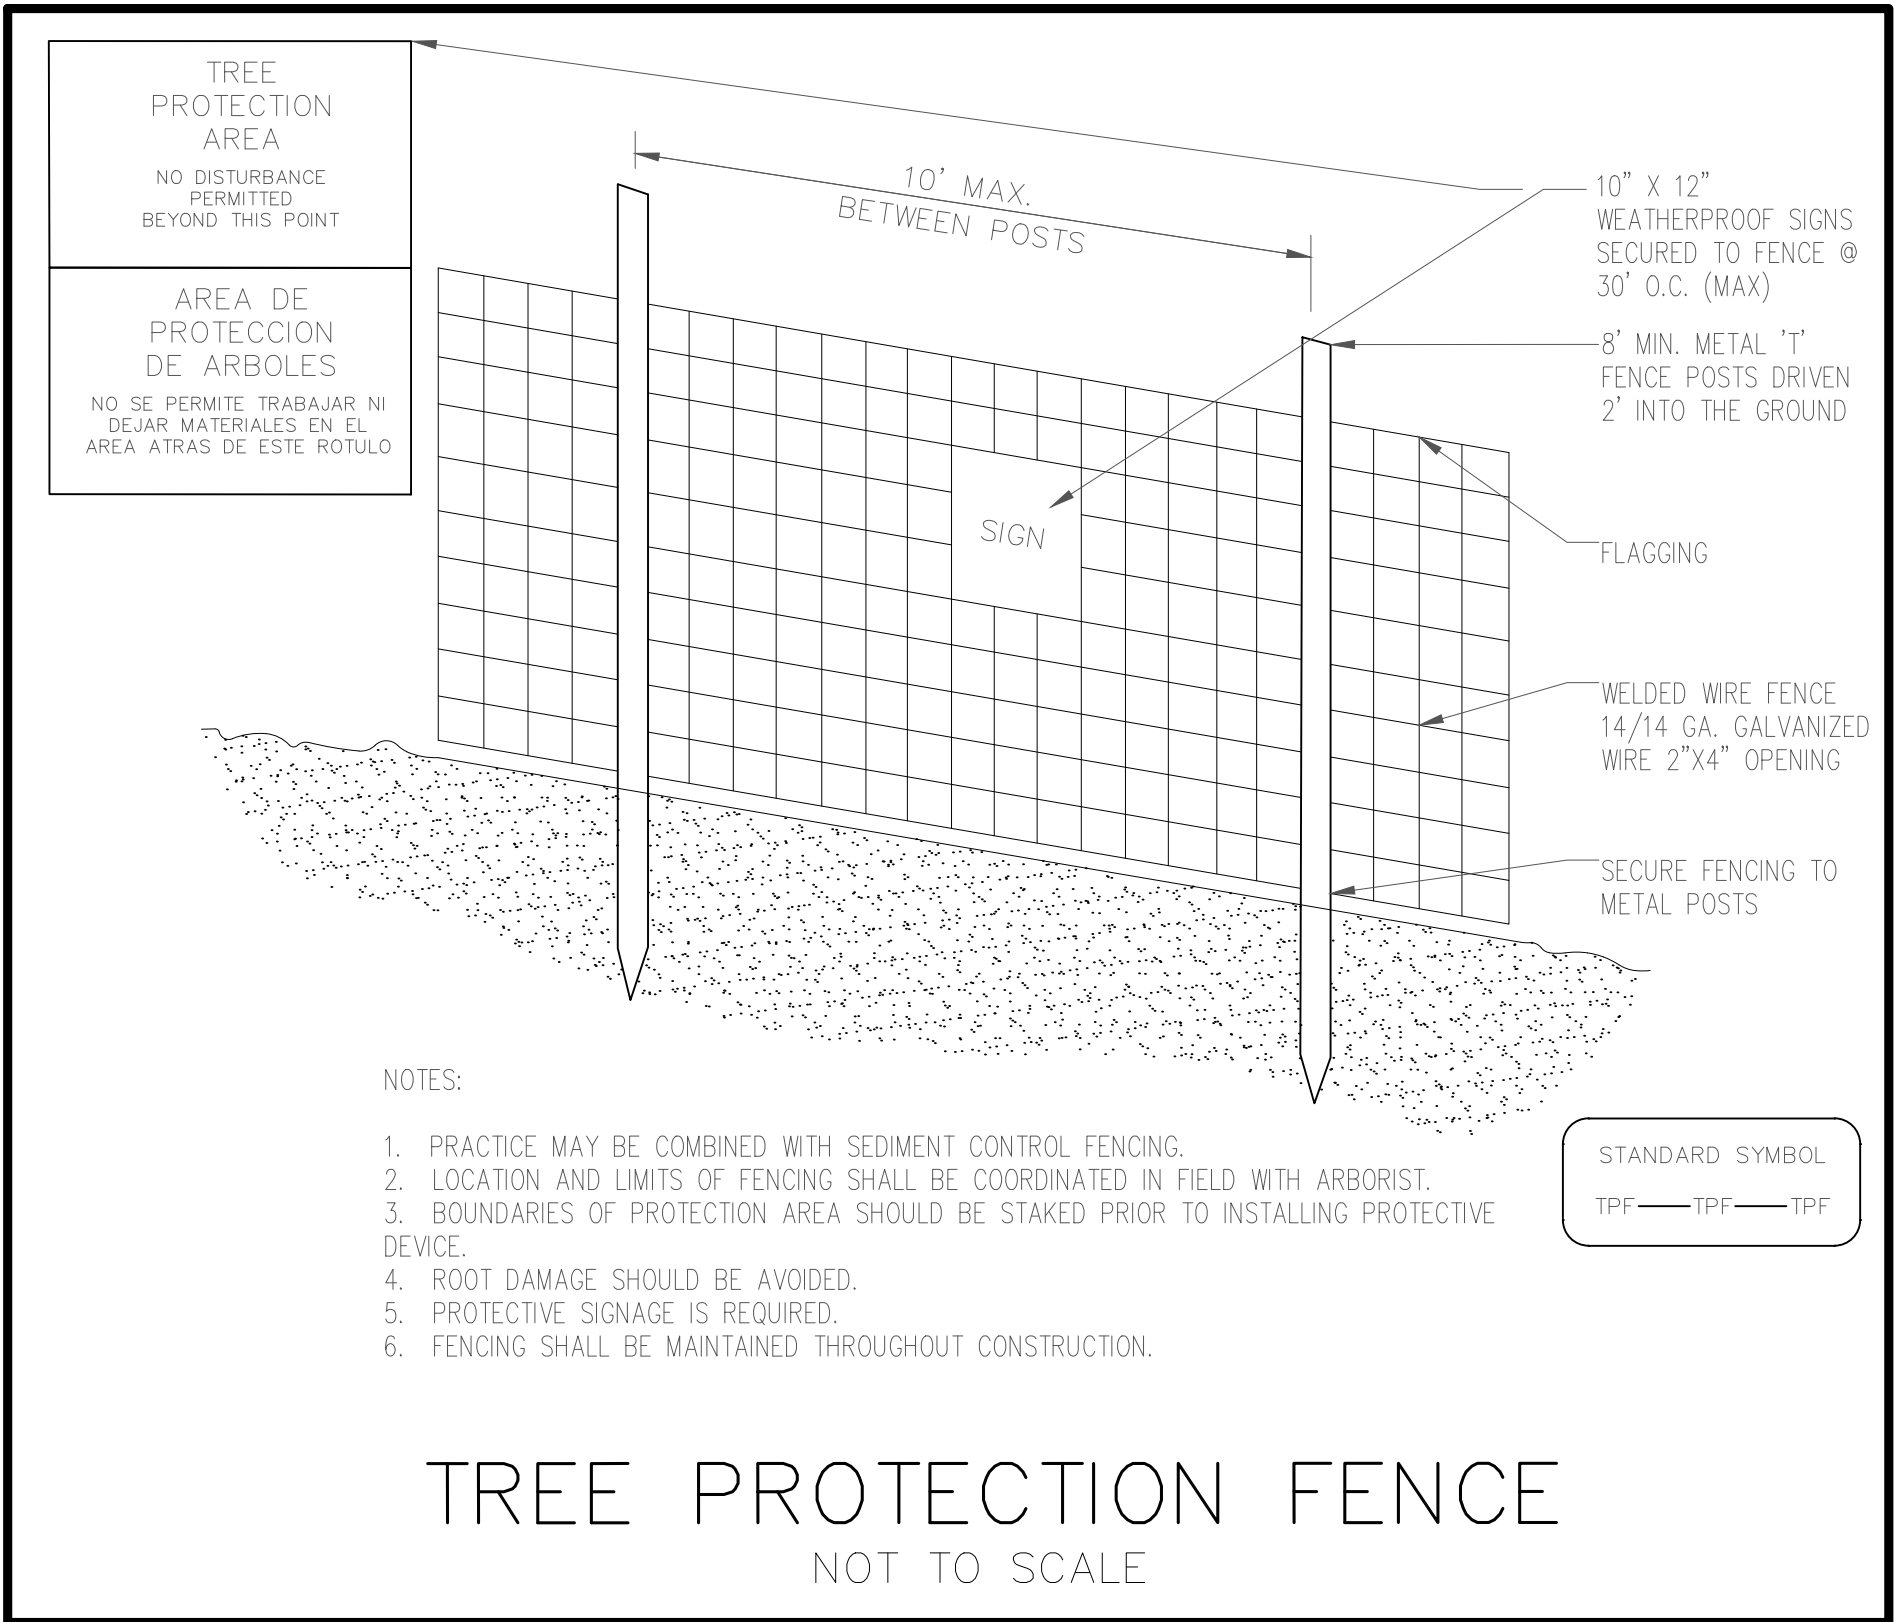 TREE
PROTECTION
AREA
NO DISTURBANCE
PERMITTED
BEYOND THIS POINT
AREA DE
PROTECCION
DE ARBOLES
NO SE PERMITE TRABAJAR NI
DEJAR MATERIALES EN EL
AREA ATRAS DE ESTE ROTULO
10' MAX.
BETWEEN POSTS
10" X 12"
WEATHERPROOF SIGNS
SECURED TO FENCE @
30' O.C. (MAX)
8' MIN. METAL 'T'
FENCE POSTS DRIVEN
2' INTO THE GROUND
SIGN
FLAGGING
WELDED WIRE FENCE
14/14 GA. GALVANIZED
WIRE 2"X4" OPENING
SECURE FENCING TO
METAL POSTS
NOTES:
1. PRACTICE MAY BE COMBINED WITH SEDIMENT CONTROL FENCING.
2. LOCATION AND LIMITS OF FENCING SHALL BE COORDINATED IN FIELD WITH ARBORIST.
3. BOUNDARIES OF PROTECTION AREA SHOULD BE STAKED PRIOR TO INSTALLING PROTECTIVE
DEVICE.
4. ROOT DAMAGE SHOULD BE AVOIDED.
5. PROTECTIVE SIGNAGE IS REQUIRED.
6. FENCING SHALL BE MAINTAINED THROUGHOUT CONSTRUCTION.
STANDARD SYMBOL
TPF——TPF——TPF
TREE PROTECTION FENCE
NOT TO SCALE